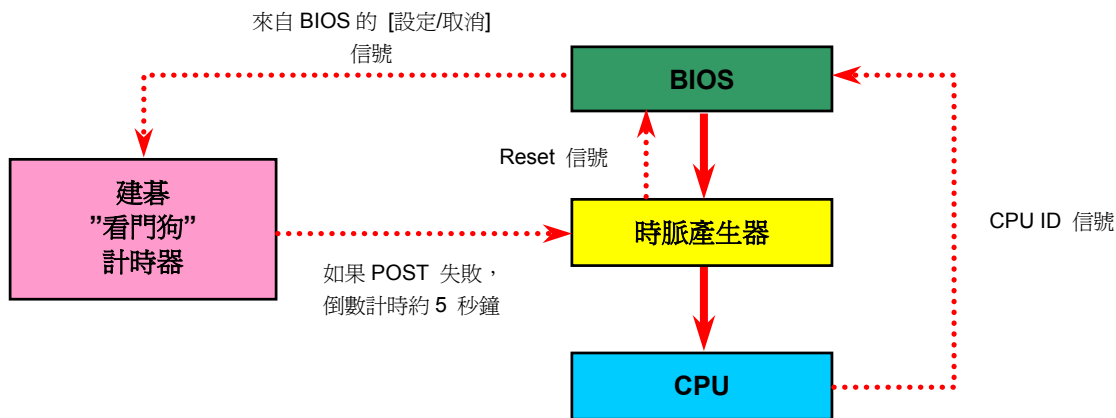 來自 BIOS 的 [設定/取消]
信號
BIOS
Reset 信號
建碁
”看門狗”
計時器
時脈產生器
CPU ID 信號
如果 POST 失敗，
倒數計時約 5 秒鐘
CPU